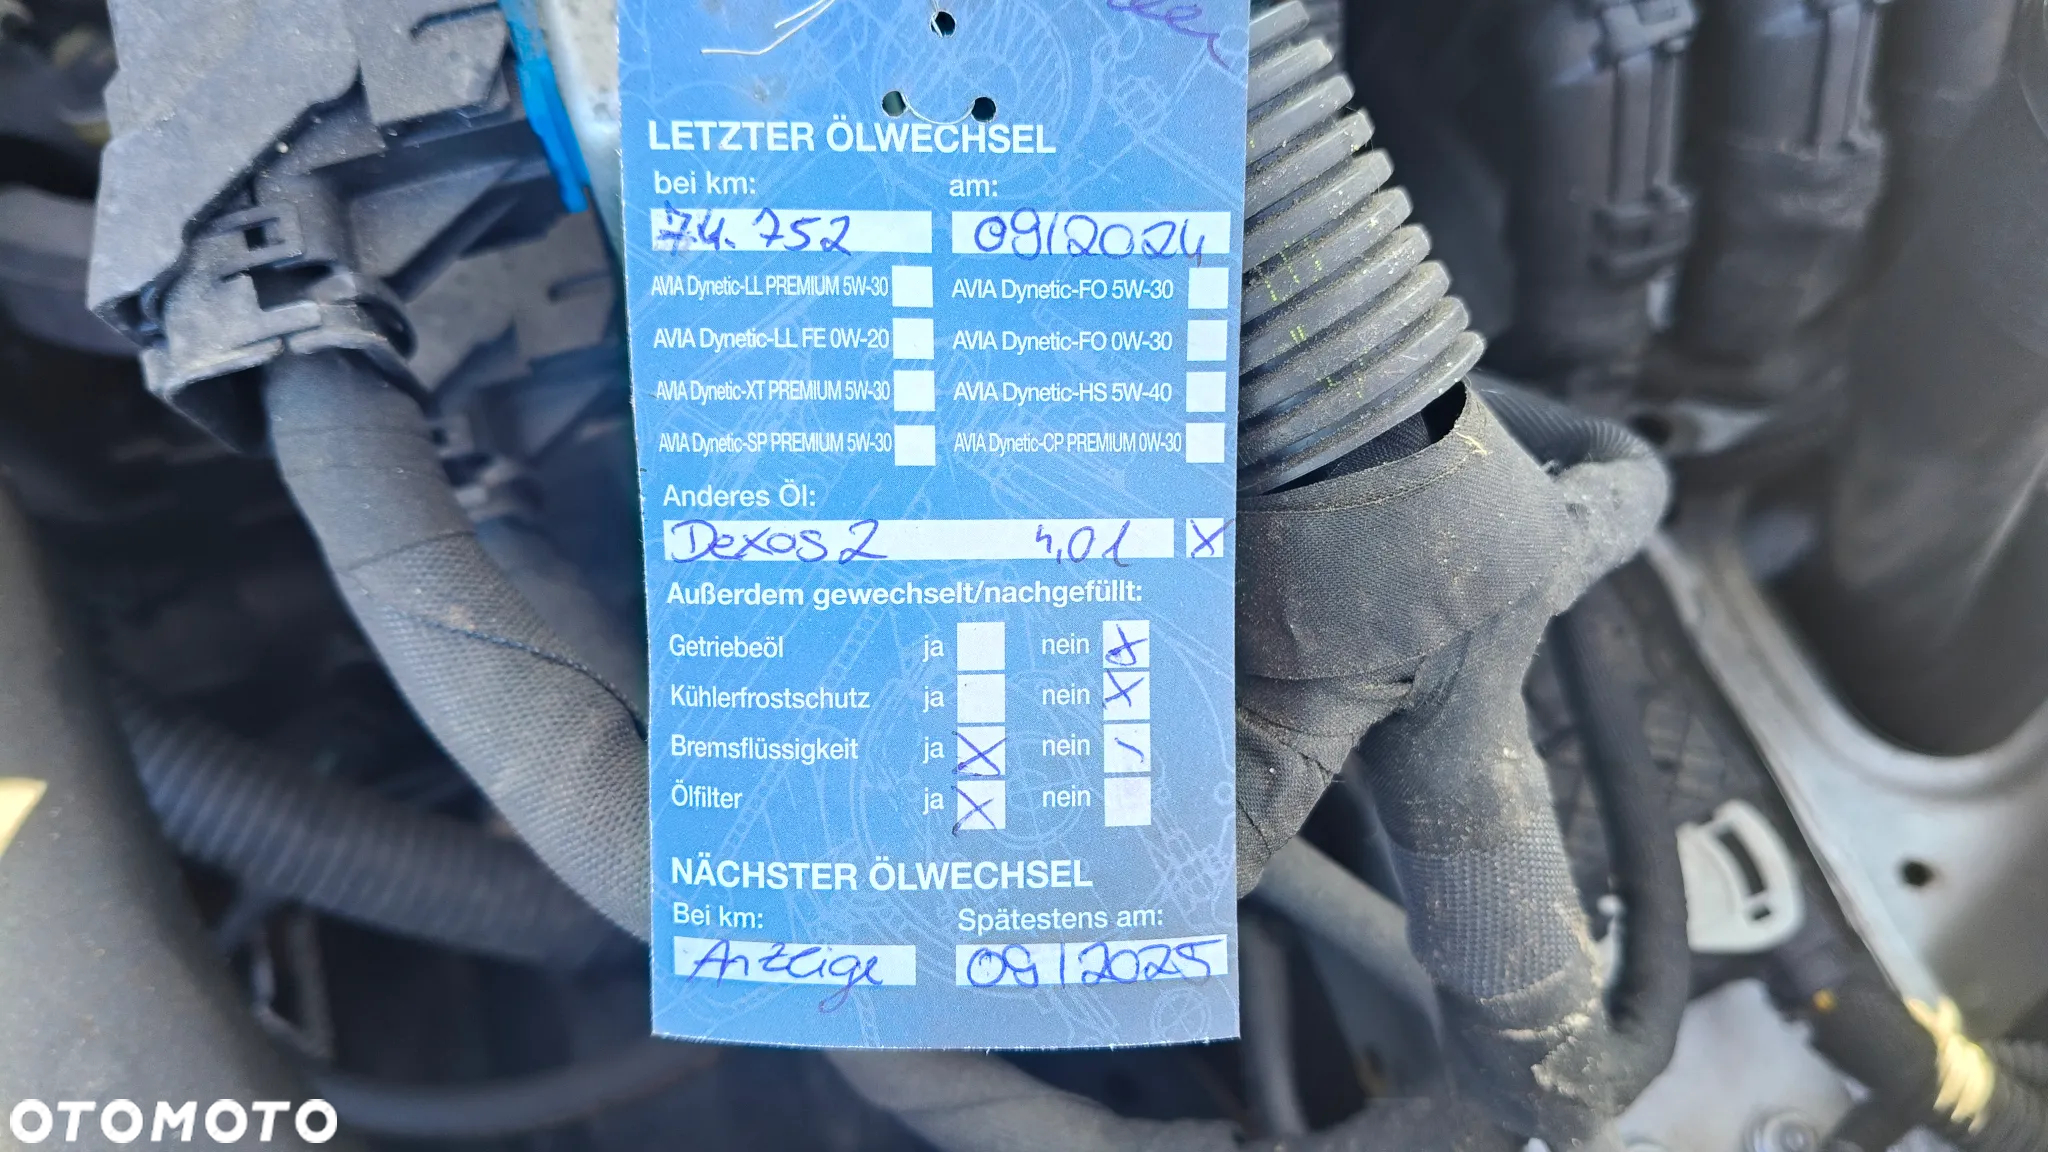 LETZTER ÖLWECHSEL
bei km: am:
74.752 09/2024
AVIA Dynetic-LL PREMIUM 5W-30 AVIA Dynetic-FO 5W-30
AVIA Dynetic-LL FE 0W-20 AVIA Dynetic-FO 0W-30
AVIA Dynetic-XT PREMIUM 5W-30 AVIA Dynetic-HS 5W-40
AVIA Dynetic-SP PREMIUM 5W-30 AVIA Dynetic-CP PREMIUM 0W-30
Anderes Öl:
Dexos 2 4,0l X
Außerdem gewechselt/nachgefüllt:
Getriebeöl ja nein X
Kühlerfrostschutz ja nein X
Bremsflüssigkeit ja X nein
Ölfilter ja X nein
NÄCHSTER ÖLWECHSEL
Bei km: Spätestens am:
Anzeige 09/2025
OTOMOTO